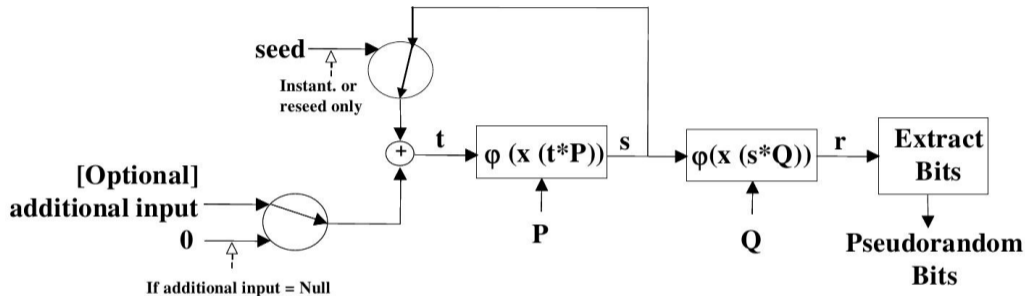 seed
Instant. or
reseed only
+
t
φ (x (t*P))
s
φ(x (s*Q))
r
Extract
Bits
[Optional]
additional input
0
P
Q
Pseudorandom
Bits
If additional input = Null